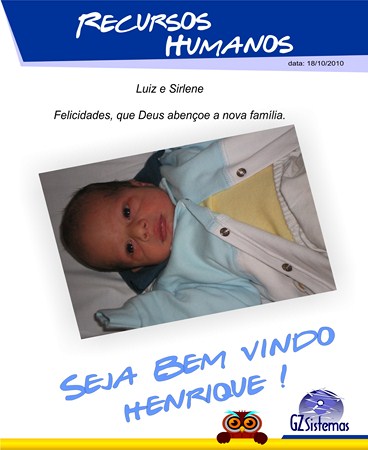 RECURSOS
HUMANOS
data: 18/10/2010
Luiz e Sirlene
Felicidades, que Deus abençoe a nova família.
SEJA BEM VINDO
HENRIQUE !
GZ Sistemas